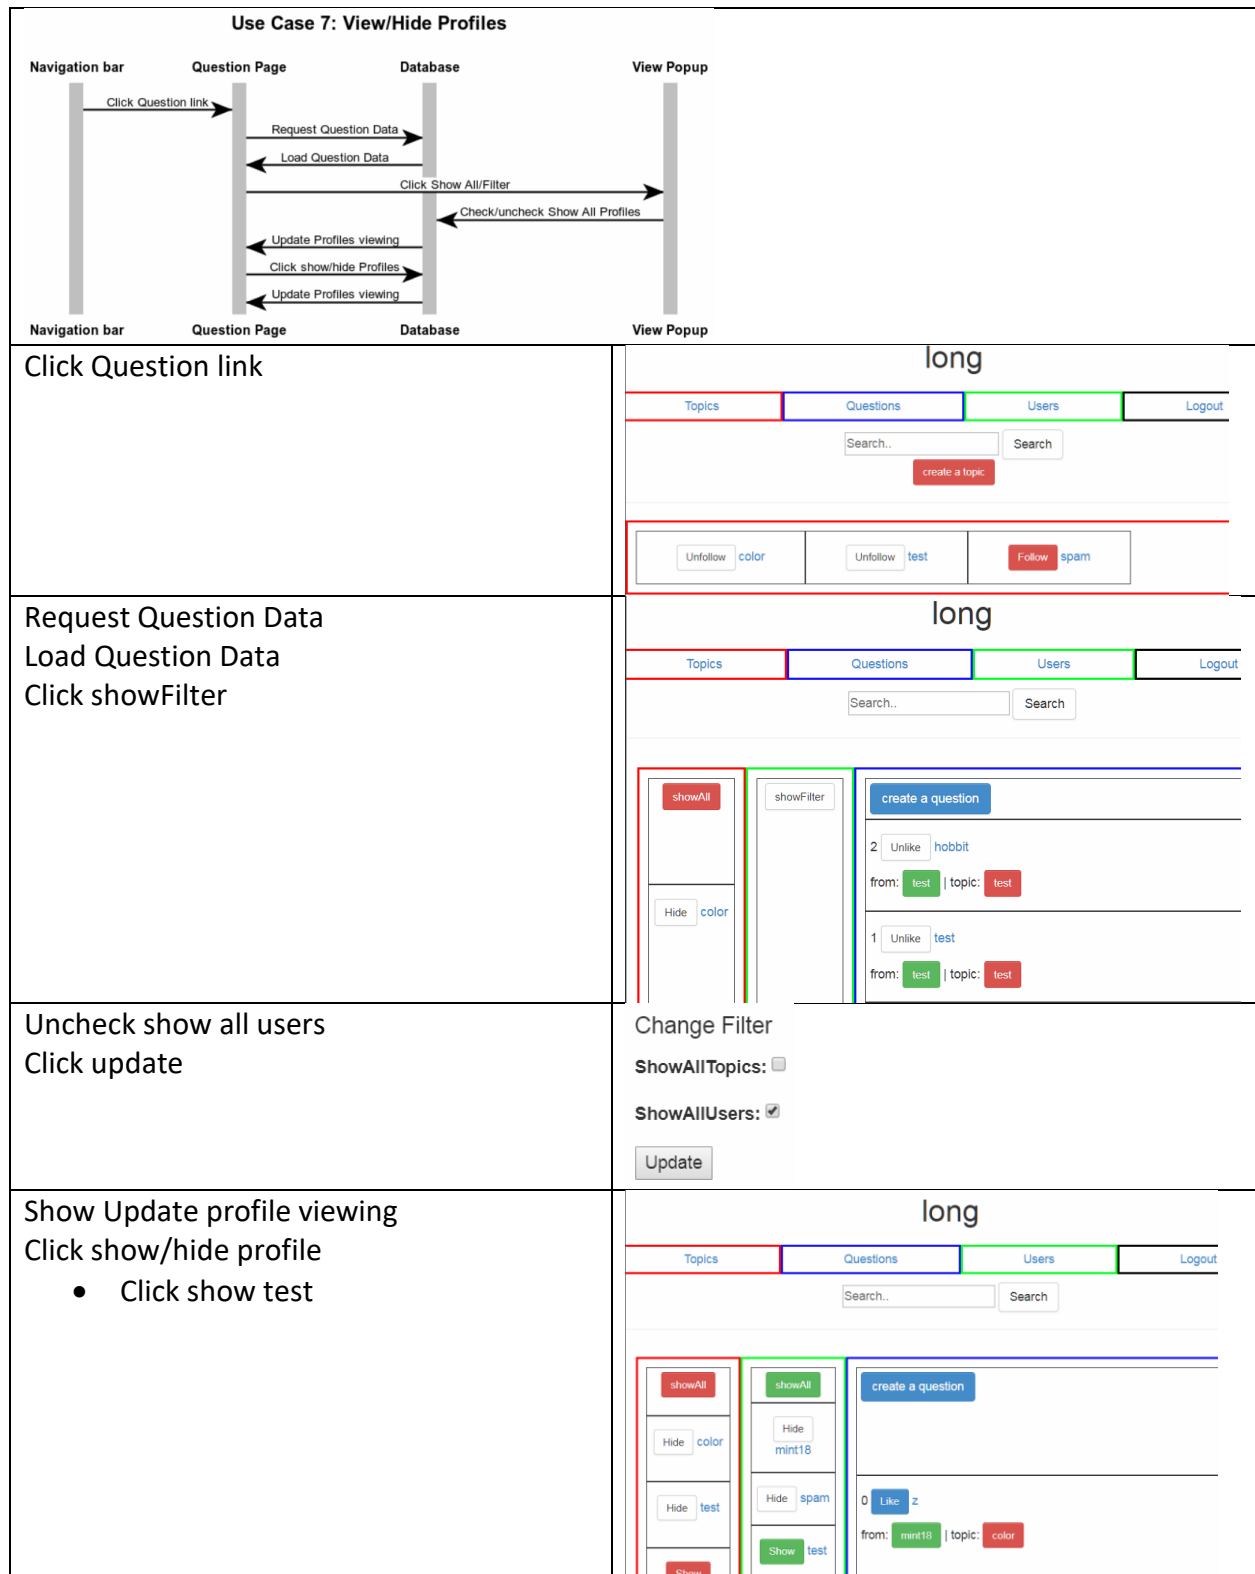 Use Case 7: View/Hide Profiles
Navigation bar Question Page Database View Popup
Click Question link
Request Question Data
Load Question Data
Click Show All/Filter
Check/uncheck Show All Profiles
Update Profiles viewing
Click show/hide Profiles
Update Profiles viewing
Navigation bar Question Page Database View Popup
Click Question link
long
Topics Questions Users Logout
Search.. Search
create a topic
Unfollow color Unfollow test Follow spam
Request Question Data
Load Question Data
Click showFilter
long
Topics Questions Users Logout
Search.. Search
showAll showFilter create a question
2 Unlike hobbit
from: test | topic: test
Hide color
1 Unlike test
from: test | topic: test
Uncheck show all users
Click update
Change Filter
ShowAllTopics:
ShowAllUsers:
Update
Show Update profile viewing
Click show/hide profile
• Click show test
long
Topics Questions Users Logout
Search.. Search
showAll showAll create a question
Hide color Hide mint18
Hide test Hide spam 0 Like z
from: mint18 | topic: color
Show test
Show